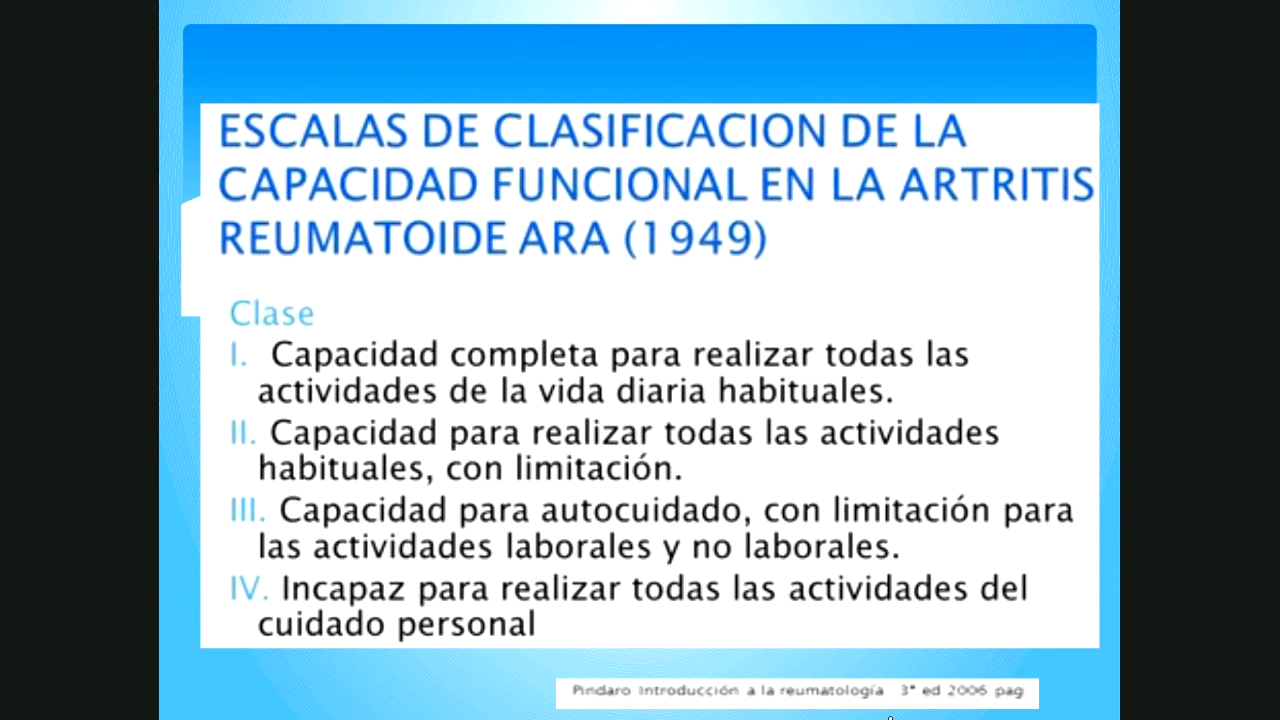 ESCALAS DE CLASIFICACION DE LA
CAPACIDAD FUNCIONAL EN LA ARTRITIS
REUMATOIDE ARA (1949)
Clase
I. Capacidad completa para realizar todas las
actividades de la vida diaria habituales.
II. Capacidad para realizar todas las actividades
habituales, con limitación.
III. Capacidad para autocuidado, con limitación para
las actividades laborales y no laborales.
IV. Incapaz para realizar todas las actividades del
cuidado personal
Pindaro Introducción a la reumatología 3° ed 2006 pag